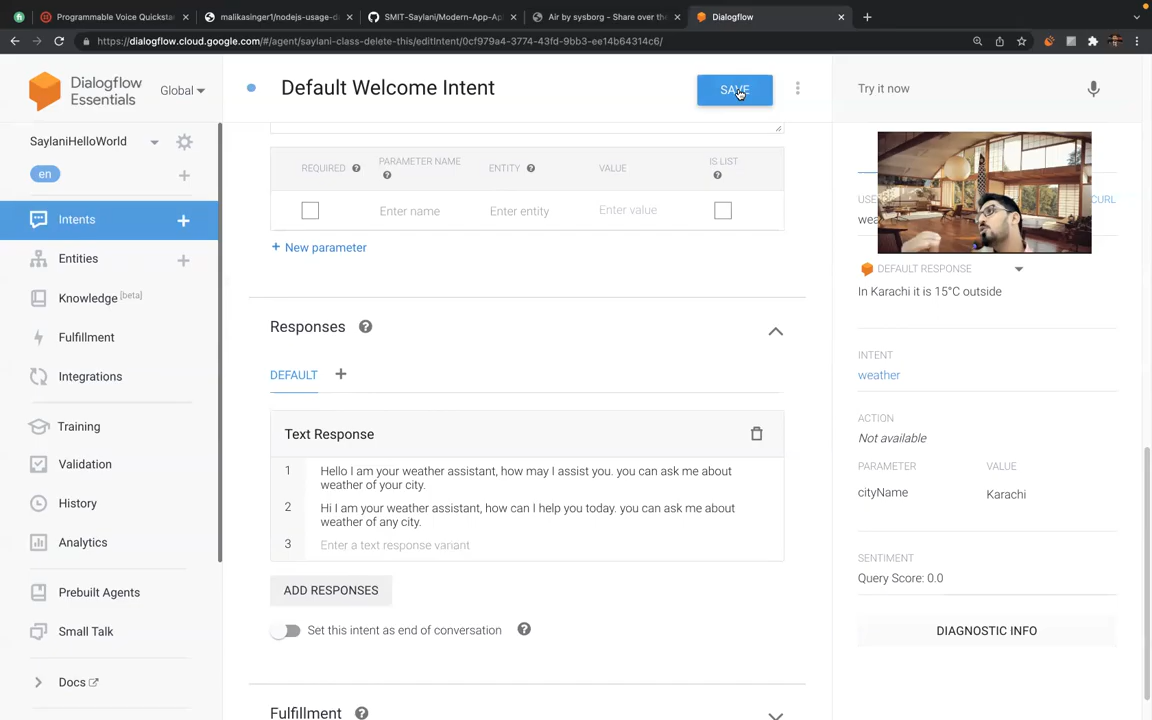 Programmable Voice Quickstar
malikasinger1/nodejs-usage-da
SMIT-Saylani/Modern-App-Ap
Air by sysborg - Share over the
Dialogflow
https://dialogflow.cloud.google.com/#/agent/saylani-class-delete-this/editIntent/0cf979a4-3774-43fd-9bb3-ee14b64314c6/
Dialogflow
Essentials
Global
Default Welcome Intent
SAVE
Try it now
SaylaniHelloWorld
en
Intents
Entities
Knowledge [beta]
Fulfillment
Integrations
Training
Validation
History
Analytics
Prebuilt Agents
Small Talk
Docs
REQUIRED
PARAMETER NAME
ENTITY
VALUE
IS LIST
Enter name
Enter entity
Enter value
+ New parameter
Responses
DEFAULT
Text Response
1 Hello I am your weather assistant, how may I assist you. you can ask me about
weather of your city.
2 Hi I am your weather assistant, how can I help you today. you can ask me about
weather of any city.
3 Enter a text response variant
ADD RESPONSES
Set this intent as end of conversation
Fulfillment
CURL
DEFAULT RESPONSE
In Karachi it is 15°C outside
INTENT
weather
ACTION
Not available
PARAMETER
VALUE
cityName
Karachi
SENTIMENT
Query Score: 0.0
DIAGNOSTIC INFO